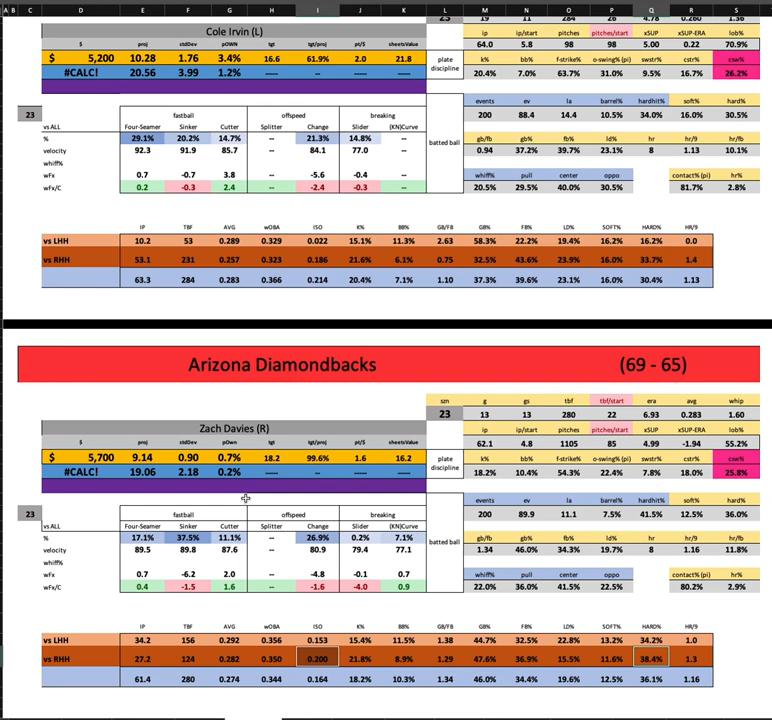 C D E F G H I J K L M N O P Q R S T
23 11 284 26 4.78 0.260 1.36
Cole Irvin (L) ip ip/start pitches pitches/start xSUP xSUP-ERA lob%
$ proj stdDev pOWN tgt tgt/proj pt/$ sheetsValue 64.0 5.8 98 98 5.00 0.22 70.9%
$ 5,200 10.28 1.76 3.4% 16.6 61.9% 2.0 21.8 plate discipline k% bb% f-strike% o-swing% (pi) swstr% cstr% csw%
#CALC! 20.56 3.99 1.2% ---- -- ---- ---- 20.4% 7.0% 63.7% 31.0% 9.5% 16.7% 26.2%
events ev la barrel% hardhit% soft% hard%
23 fastball offspeed breaking 200 88.4 14.4 10.5% 34.0% 16.0% 30.5%
vs ALL Four-Seamer Sinker Cutter Splitter Change Slider (KN)Curve
% 29.1% 20.2% 14.7% -- 21.3% 14.8% -- batted ball gb/fb gb% fb% ld% hr hr/9 hr/fb
velocity 92.3 91.9 85.7 -- 84.1 77.0 -- 0.94 37.2% 39.7% 23.1% 8 1.13 10.1%
whiff%
wFx 0.7 -0.7 3.8 -- -5.6 -0.4 -- whiff% pull center oppo contact% (pi) hr%
wFx/C 0.2 -0.3 2.4 -- -2.4 -0.3 -- 20.5% 29.5% 40.0% 30.5% 81.7% 2.8%
IP TBF AVG wOBA ISO K% BB% GB/FB GB% FB% LD% SOFT% HARD% HR/9
vs LHH 10.2 53 0.289 0.329 0.022 15.1% 11.3% 2.63 58.3% 22.2% 19.4% 16.2% 16.2% 0.0
vs RHH 53.1 231 0.257 0.323 0.186 21.6% 6.1% 0.75 32.5% 43.6% 23.9% 16.0% 33.7% 1.4
63.3 284 0.283 0.366 0.214 20.4% 7.1% 1.10 37.3% 39.6% 23.1% 16.0% 30.4% 1.13
Arizona Diamondbacks (69 - 65)
szn g gs tbf tbf/start era avg whip
23 13 13 280 22 6.93 0.283 1.60
Zach Davies (R) ip ip/start pitches pitches/start xSUP xSUP-ERA lob%
$ proj stdDev pOwn tgt tgt/proj pt/$ sheetsValue 62.1 4.8 1105 85 4.99 -1.94 55.2%
$ 5,700 9.14 0.90 0.7% 18.2 99.6% 1.6 16.2 plate discipline k% bb% f-strike% o-swing% (pi) swstr% cstr% csw%
#CALC! 19.06 2.18 0.2% ---- ---- ---- ---- 18.2% 10.4% 54.3% 22.4% 7.8% 18.0% 25.8%
events ev la barrel% hardhit% soft% hard%
23 fastball offspeed breaking 200 89.9 11.1 7.5% 41.5% 12.5% 36.0%
vs ALL Four-Seamer Sinker Cutter Splitter Change Slider (KN)Curve
% 17.1% 37.5% 11.1% -- 26.9% 0.2% 7.1% batted ball gb/fb gb% fb% ld% hr hr/9 hr/fb
velocity 89.5 89.8 87.6 -- 80.9 79.4 77.1 1.34 46.0% 34.3% 19.7% 8 1.16 11.8%
whiff%
wFx 0.7 -6.2 2.0 -- -4.8 -0.1 0.7 whiff% pull center oppo contact% (pi) hr%
wFx/C 0.4 -1.5 1.6 -- -1.6 -4.0 0.9 22.0% 36.0% 41.5% 22.5% 80.2% 2.9%
IP TBF AVG wOBA ISO K% BB% GB/FB GB% FB% LD% SOFT% HARD% HR/9
vs LHH 34.2 156 0.292 0.356 0.153 15.4% 11.5% 1.38 44.7% 32.5% 22.8% 13.2% 34.2% 1.0
vs RHH 27.2 124 0.282 0.350 0.200 21.8% 8.9% 1.29 47.6% 36.9% 15.5% 11.6% 38.4% 1.3
61.4 280 0.274 0.344 0.164 18.2% 10.3% 1.34 46.0% 34.4% 19.6% 12.5% 36.1% 1.16